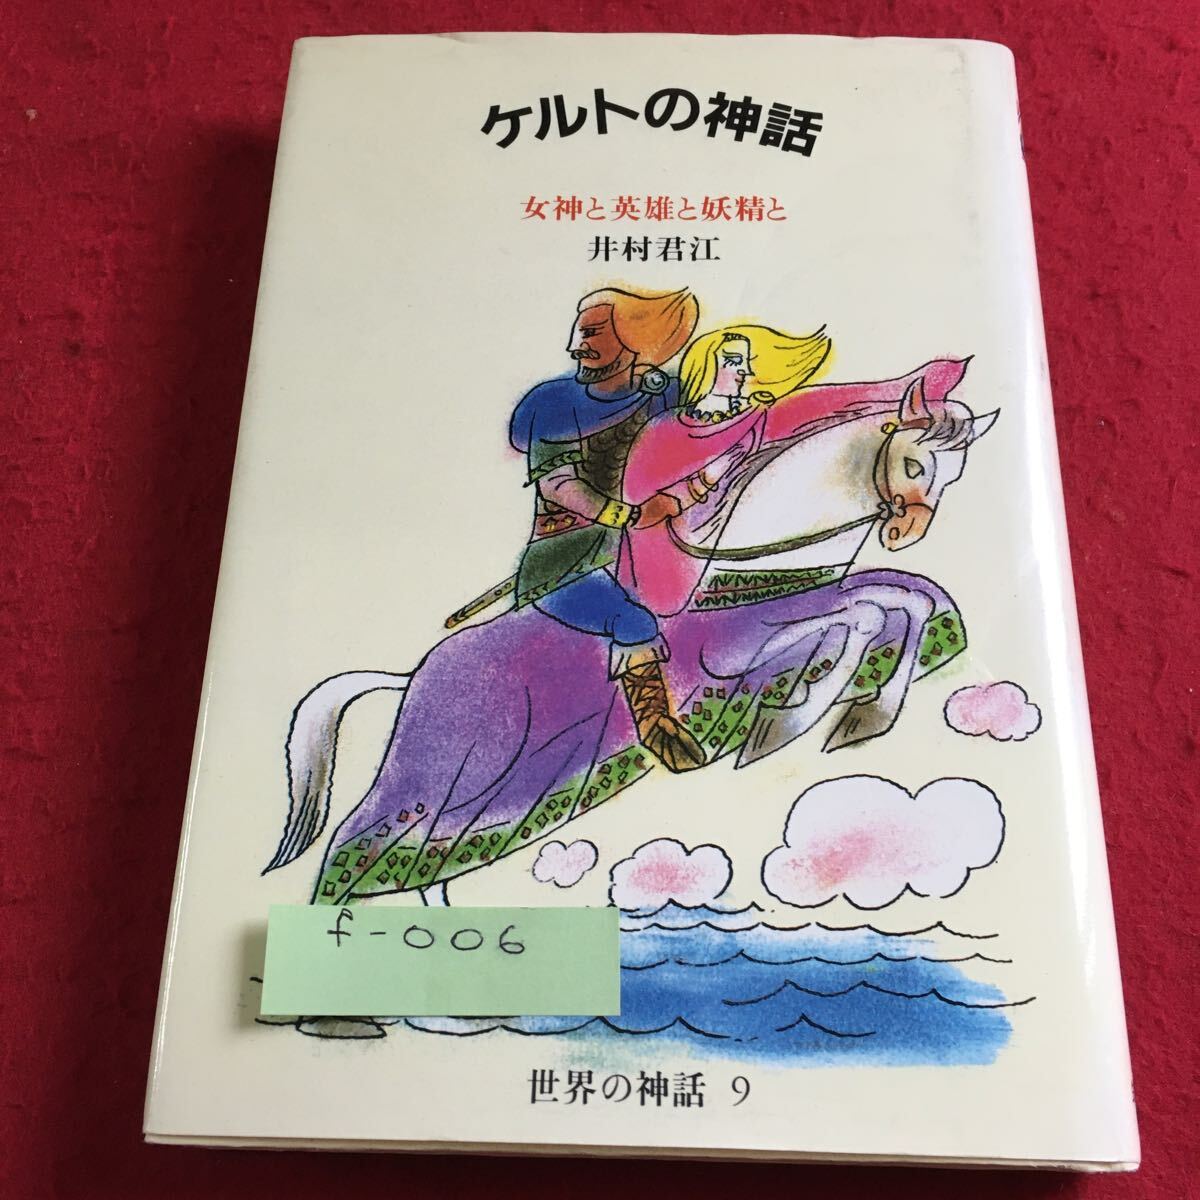 ケルトの神話
女神と英雄と妖精と
井村君江
f-006
世界の神話 9